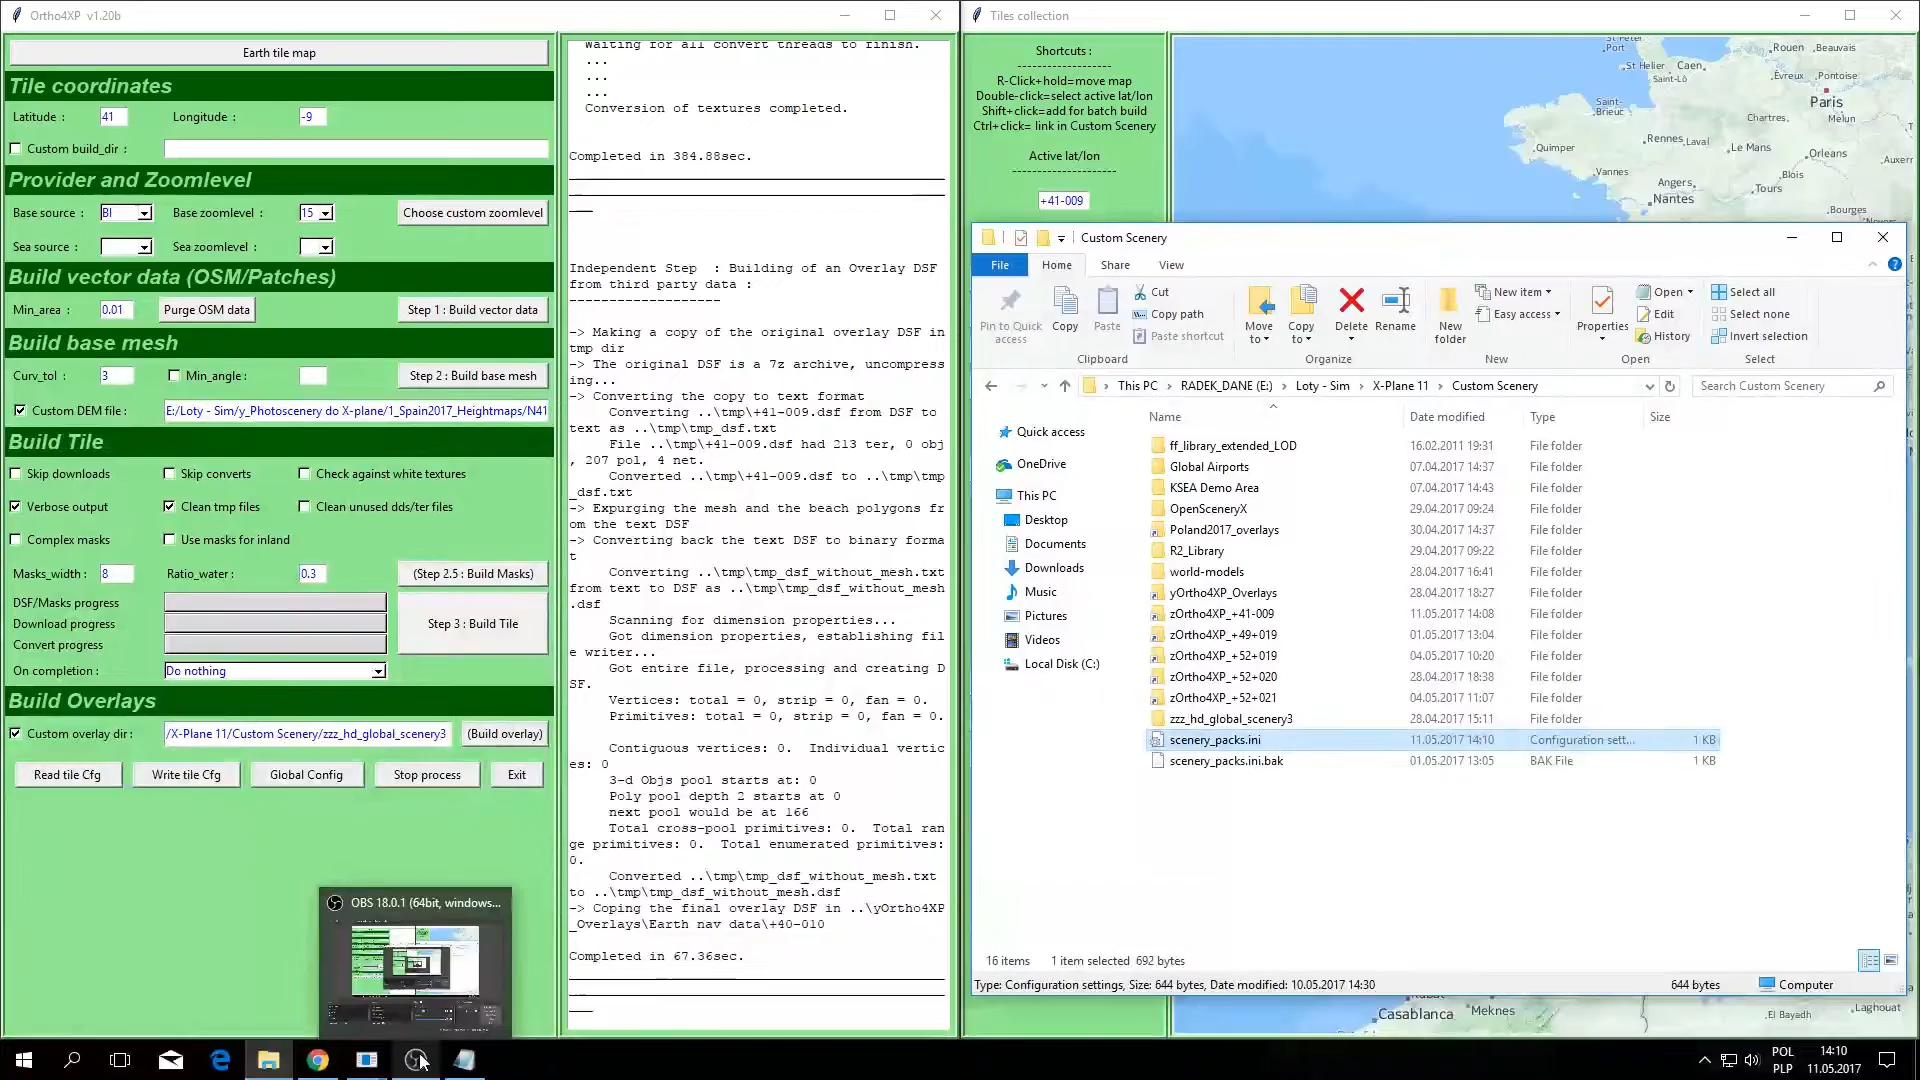 Ortho4XP v1.20b
Earth tile map
Tile coordinates
Latitude : 41 Longitude : -9
Custom build_dir :
Provider and Zoomlevel
Base source : BI Base zoomlevel : 15 Choose custom zoomlevel
Sea source : Sea zoomlevel :
Build vector data (OSM/Patches)
Min_area : 0.01 Purge OSM data Step 1 : Build vector data
Build base mesh
Curv_tol : 3 Min_angle : Step 2 : Build base mesh
Custom DEM file : E:/Loty - Sim/y_Photoscenery do X-plane/1_Spain2017_Heightmaps/N41
Build Tile
Skip downloads Skip converts Check against white textures
Verbose output Clean tmp files Clean unused dds/ter files
Complex masks Use masks for inland
Masks_width : 8 Ratio_water : 0.3 (Step 2.5 : Build Masks)
DSF/Masks progress
Download progress Step 3 : Build Tile
Convert progress
On completion : Do nothing
Build Overlays
Custom overlay dir : /X-Plane 11/Custom Scenery/zzz_hd_global_scenery3 (Build overlay)
Read tile Cfg Write tile Cfg Global Config Stop process Exit
OBS 18.0.1 (64bit, windows...
Waiting for all convert threads to finish.
...
...
...
Conversion of textures completed.
Completed in 384.88sec.
Independent Step : Building of an Overlay DSF
from third party data :
-------------------
-> Making a copy of the original overlay DSF in
tmp dir
-> The original DSF is a 7z archive, uncompress
ing...
-> Converting the copy to text format
Converting ..\tmp\+41-009.dsf from DSF to
text as ..\tmp\tmp_dsf.txt
File ..\tmp\+41-009.dsf had 213 ter, 0 obj
, 207 pol, 4 net.
Converted ..\tmp\+41-009.dsf to ..\tmp\tmp
_dsf.txt
-> Expurging the mesh and the beach polygons fr
om the text DSF
-> Converting back the text DSF to binary forma
t
Converting ..\tmp\tmp_dsf_without_mesh.txt
from text to DSF as ..\tmp\tmp_dsf_without_mesh
.dsf
Scanning for dimension properties...
Got dimension properties, establishing fil
e writer...
Got entire file, processing and creating D
SF.
Vertices: total = 0, strip = 0, fan = 0.
Primitives: total = 0, strip = 0, fan = 0.
Contiguous vertices: 0. Individual vertic
es: 0
3-d Objs pool starts at: 0
Poly pool depth 2 starts at 0
next pool would be at 166
Total cross-pool primitives: 0. Total ran
ge primitives: 0. Total enumerated primitives:
0.
Converted ..\tmp\tmp_dsf_without_mesh.txt
to ..\tmp\tmp_dsf_without_mesh.dsf
-> Coping the final overlay DSF in ..\yOrtho4XP
_Overlays\Earth nav data\+40-010
Completed in 67.36sec.
Tiles collection
Shortcuts :
-------------------
R-Click+hold=move map
Double-click=select active lat/lon
Shift+click=add for batch build
Ctrl+click= link in Custom Scenery
Active lat/lon
---------------------
+41-009
St Peter
Port
St Helier
Saint-Lô
Caen
Rouen
Beauvais
Évreux
Pontoise
Paris
Saint-
Brieuc
Chartres
Melun
Quimper
Rennes
Laval
Le Mans
Orleans
Vannes
Angers
Blois
Auxerr
Tours
Nantes
Bourges
Custom Scenery
File Home Share View
Pin to Quick
access
Copy
Paste
Cut
Copy path
Paste shortcut
Clipboard
Move
to
Copy
to
Delete
Rename
Organize
New
folder
New item
Easy access
New
Properties
Open
Edit
History
Open
Select all
Select none
Invert selection
Select
This PC > RADEK_DANE (E:) > Loty - Sim > X-Plane 11 > Custom Scenery
Search Custom Scenery
Quick access
OneDrive
This PC
Desktop
Documents
Downloads
Music
Pictures
Videos
Local Disk (C:)
Name Date modified Type Size
ff_library_extended_LOD 16.02.2011 19:31 File folder
Global Airports 07.04.2017 14:37 File folder
KSEA Demo Area 07.04.2017 14:43 File folder
OpenSceneryX 29.04.2017 09:24 File folder
Poland2017_overlays 30.04.2017 14:37 File folder
R2_Library 29.04.2017 09:22 File folder
world-models 28.04.2017 16:41 File folder
yOrtho4XP_Overlays 28.04.2017 18:27 File folder
zOrtho4XP_+41-009 11.05.2017 14:08 File folder
zOrtho4XP_+49+019 01.05.2017 13:04 File folder
zOrtho4XP_+52+019 04.05.2017 10:20 File folder
zOrtho4XP_+52+020 28.04.2017 18:38 File folder
zOrtho4XP_+52+021 04.05.2017 11:07 File folder
zzz_hd_global_scenery3 28.04.2017 15:11 File folder
scenery_packs.ini 11.05.2017 14:10 Configuration sett... 1 KB
scenery_packs.ini.bak 01.05.2017 13:05 BAK File 1 KB
16 items 1 item selected 692 bytes
Type: Configuration settings, Size: 644 bytes, Date modified: 10.05.2017 14:30 644 bytes Computer
Casablanca
Meknes
El Bayadh
Laghouat
POL
PLP
14:10
11.05.2017